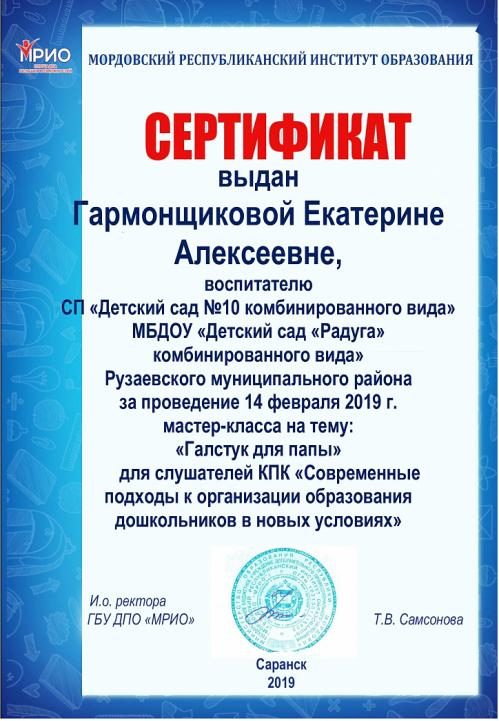 МРИО
МОРДОВСКИЙ РЕСПУБЛИКАНСКИЙ ИНСТИТУТ ОБРАЗОВАНИЯ
СЕРТИФИКАТ
выдан
Гармонщиковой Екатерине
Алексеевне,
воспитателю
СП «Детский сад №10 комбинированного вида»
МБДОУ «Детский сад «Радуга»
комбинированного вида»
Рузаевского муниципального района
за проведение 14 февраля 2019 г.
мастер-класса на тему:
«Галстук для папы»
для слушателей КПК «Современные
подходы к организации образования
дошкольников в новых условиях»
И.о. ректора
ГБУ ДПО «МРИО»
Т.В. Самсонова
Саранск
2019